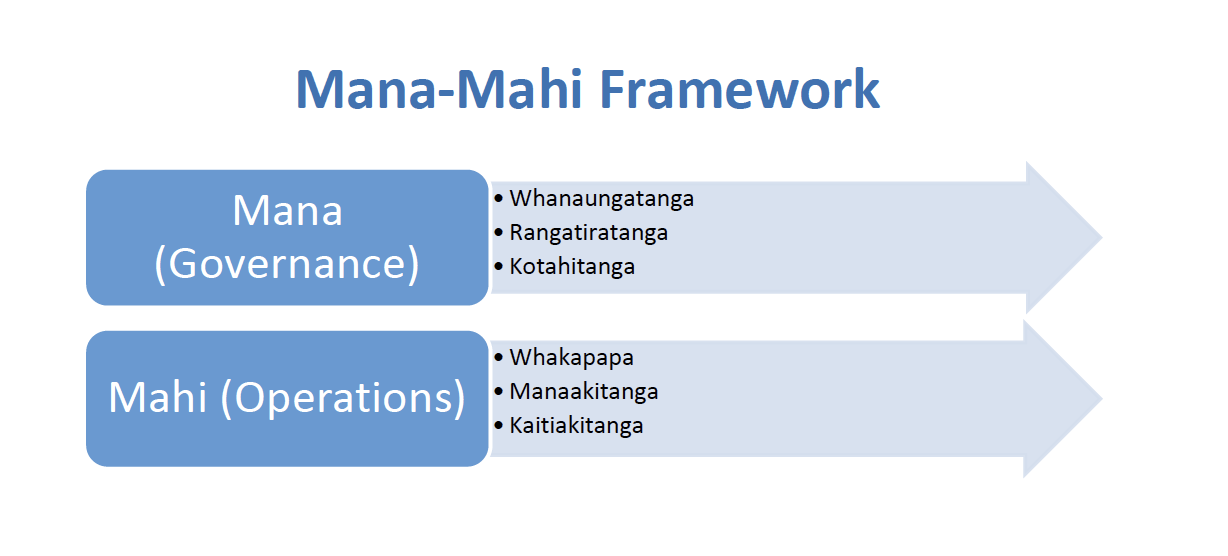 Mana-Mahi Framework
Mana
(Governance)
• Whanaungatanga
• Rangatiratanga
• Kotahitanga
Mahi (Operations)
• Whakapapa
• Manaakitanga
• Kaitiakitanga